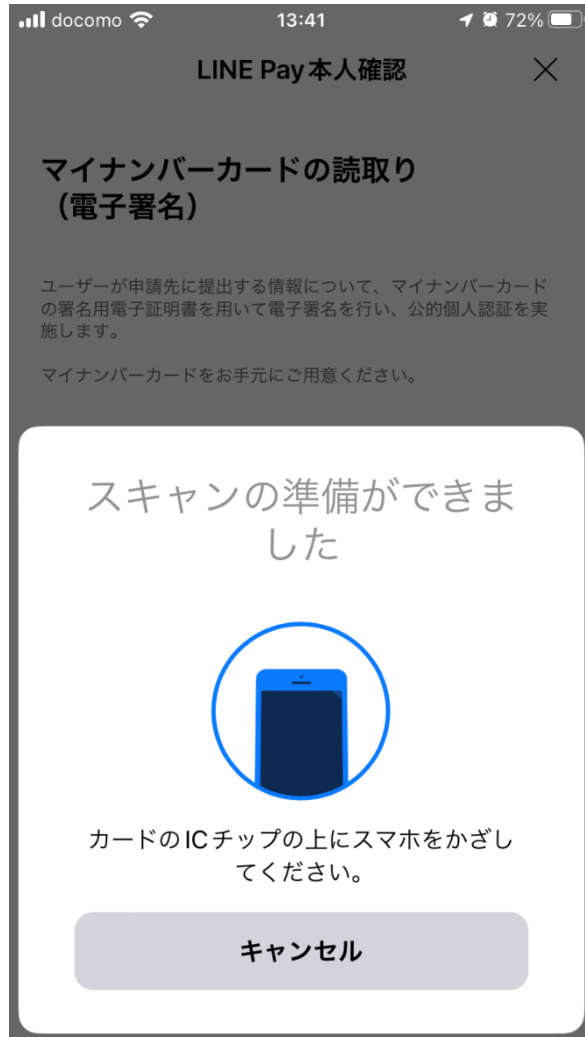 docomo 13:41 72%
LINE Pay本人確認
マイナンバーカードの読取り
（電子署名）
ユーザーが申請先に提出する情報について、マイナンバーカード
の署名用電子証明書を用いて電子署名を行い、公的個人認証を実
施します。
マイナンバーカードをお手元にご用意ください。
スキャンの準備ができま
した
カードのICチップの上にスマホをかざし
てください。
キャンセル